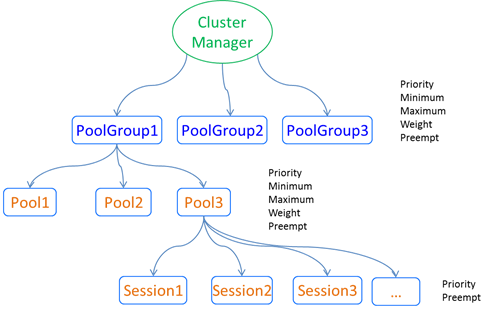 Cluster
Manager
PoolGroup1
PoolGroup2
PoolGroup3
Priority
Minimum
Maximum
Weight
Preempt
Pool1
Pool2
Pool3
Priority
Minimum
Maximum
Weight
Preempt
Session1
Session2
Session3
...
Priority
Preempt